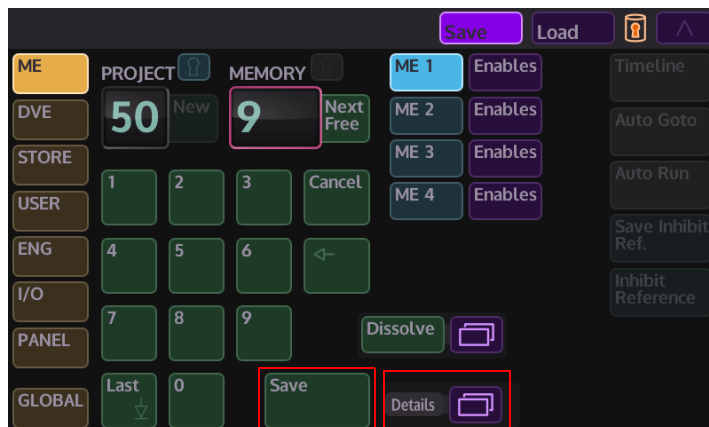 Save
Load
ME
PROJECT
MEMORY
ME 1
Enables
Timeline
DVE
50
New
9
Next
Free
ME 2
Enables
Auto Goto
STORE
ME 3
Enables
1
2
3
Cancel
Auto Run
USER
ME 4
Enables
Save Inhibit
Ref.
ENG
4
5
6
I/O
Inhibit
Reference
7
8
9
Dissolve
PANEL
Last
0
Save
GLOBAL
Details